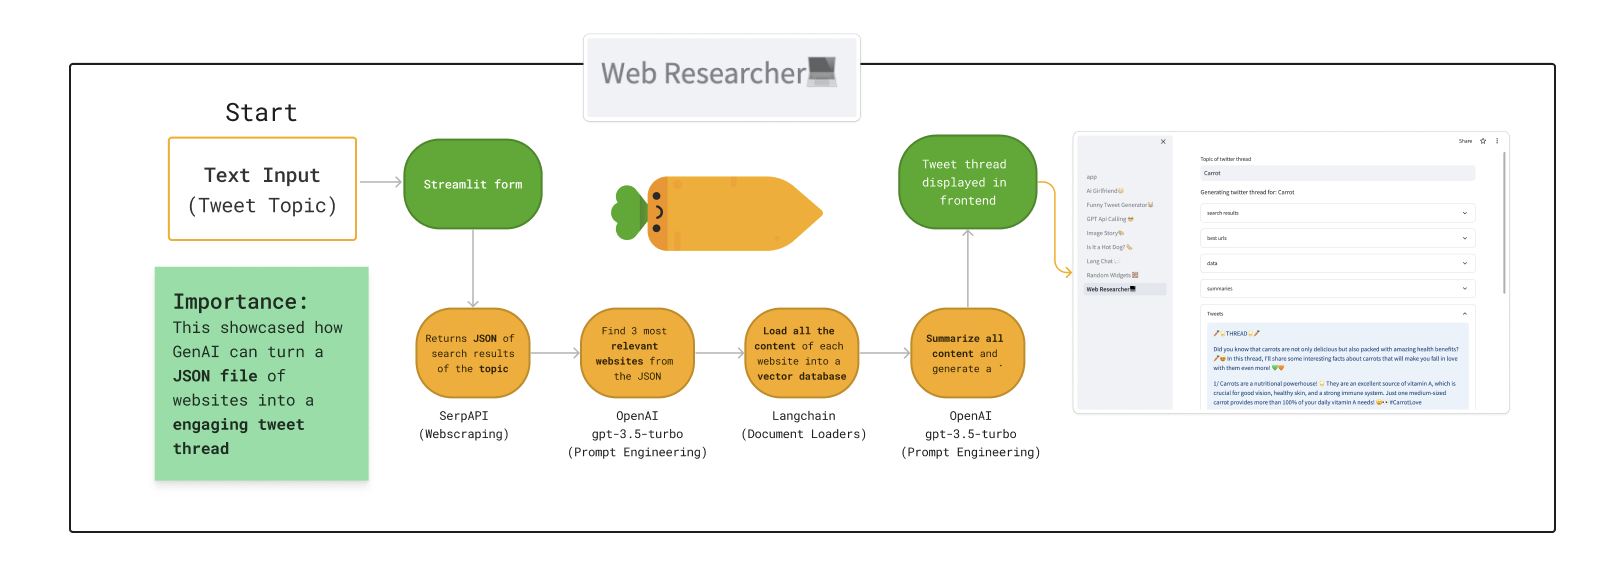 Web Researcher💻
Start
Text Input
(Tweet Topic)
Importance:
This showcased how
GenAI can turn a
JSON file of
websites into a
engaging tweet
thread
Streamlit form
Returns JSON of
search results
of the topic
SerpAPI
(Webscraping)
Find 3 most
relevant
websites from
the JSON
OpenAI
gpt-3.5-turbo
(Prompt Engineering)
Load all the
content of each
website into a
vector database
Langchain
(Document Loaders)
Summarize all
content and
generate a `
OpenAI
gpt-3.5-turbo
(Prompt Engineering)
Tweet thread
displayed in
frontend
Share
app
Ai Girlfriend
Funny Tweet Generator
GPT Api Calling
Image Story
Is It a Hot Dog?
Lang Chat
Random Widgets
Web Researcher💻
Topic of twitter thread
Carrot
Generating twitter thread for: Carrot
search results
best urls
data
summaries
Tweets
THREAD
Did you know that carrots are not only delicious but also packed with amazing health benefits?
In this thread, I'll share some interesting facts about carrots that will make you fall in love
with them even more!
1/ Carrots are a nutritional powerhouse! They are an excellent source of vitamin A, which is
crucial for good vision, healthy skin, and a strong immune system. Just one medium-sized
carrot provides more than 100% of your daily vitamin A needs! #CarrotLove